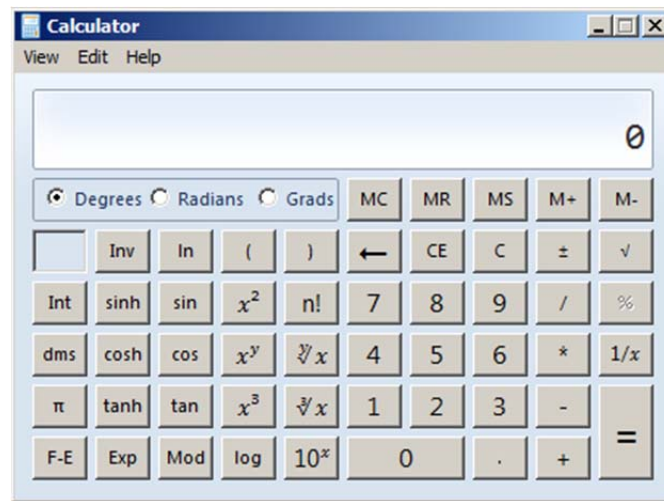 Calculator
View Edit Help
0
Degrees Radians Grads MC MR MS M+ M-
Inv ln ( ) ← CE C ± √
Int sinh sin x² n! 7 8 9 / %
dms cosh cos xʸ ʸ√x 4 5 6 * 1/x
π tanh tan x³ ³√x 1 2 3 - =
F-E Exp Mod log 10ˣ 0 . +